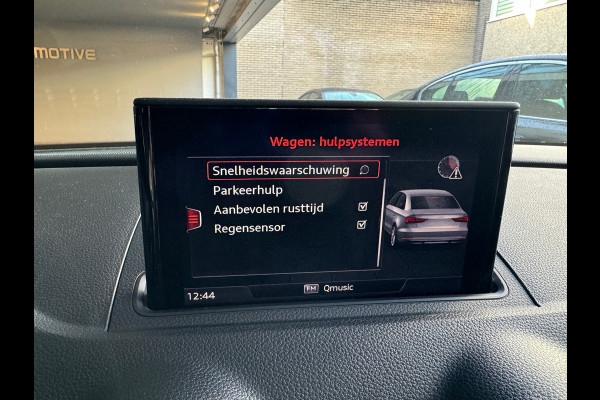 MOTIVE
Wagen: hulpsystemen
Snelheidswaarschuwing
Parkeerhulp
Aanbevolen rusttijd
Regensensor
12:44
FM Qmusic